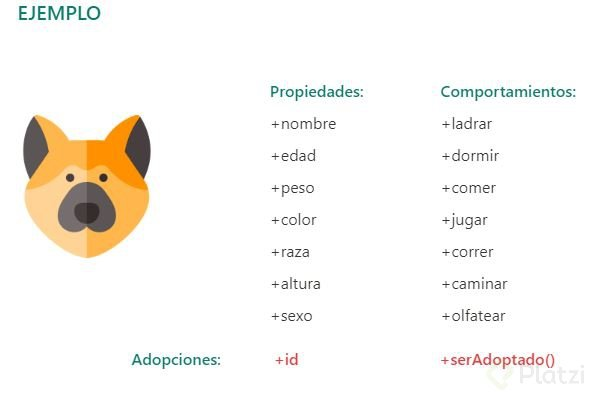 EJEMPLO
Propiedades: Comportamientos:
+nombre +ladrar
+edad +dormir
+peso +comer
+color +jugar
+raza +correr
+altura +caminar
+sexo +olfatear
Adopciones: +id +serAdoptado()
Platzi